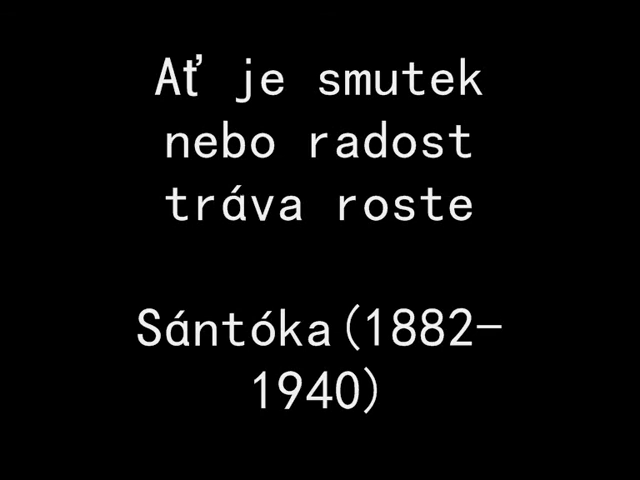 Ať je smutek
nebo radost
tráva roste
Sántóka(1882-
1940)